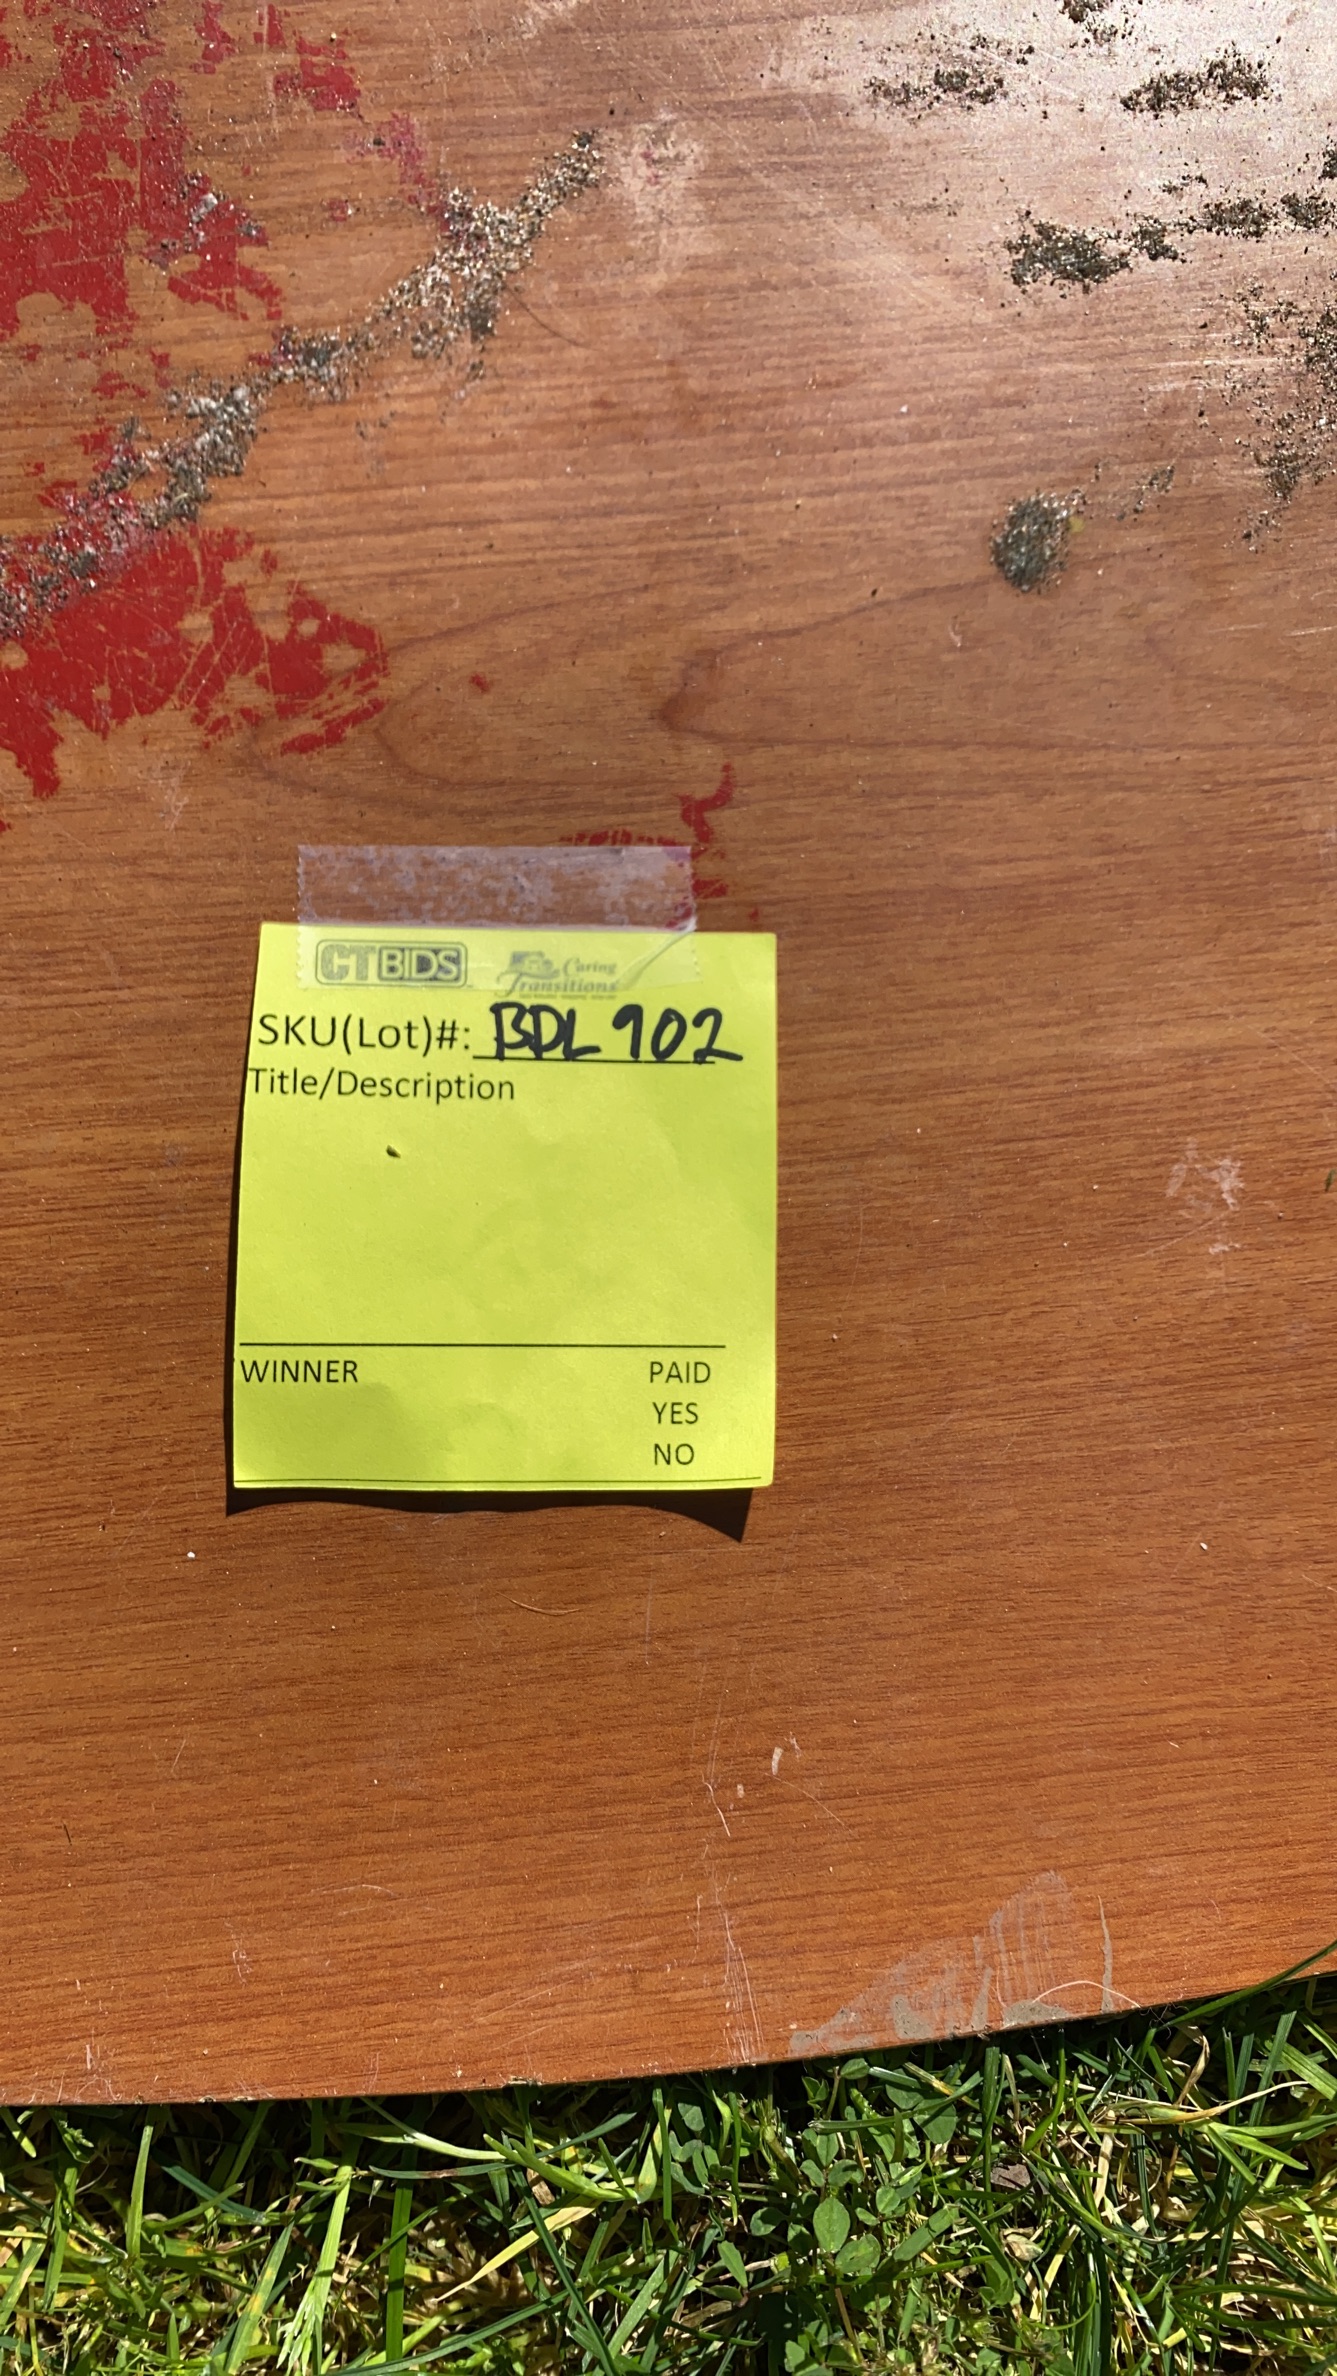 CTBIDS Caring Transitions
SKU(Lot)#: BDL 902
Title/Description
WINNER PAID
YES
NO